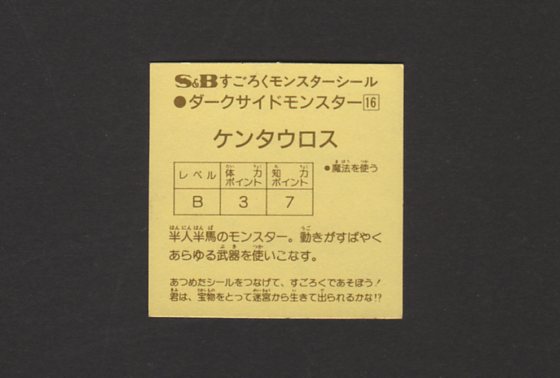 S&Bすごろくモンスターシール
●ダークサイドモンスター16
ケンタウロス
レベル 体力ポイント 知力ポイント
B 3 7
●魔法を使う
半人半馬のモンスター。動きがすばやく
あらゆる武器を使いこなす。
あつめたシールをつなげて、すごろくであそぼう!
君は、宝物をとって迷宮から生きて出られるかな!?